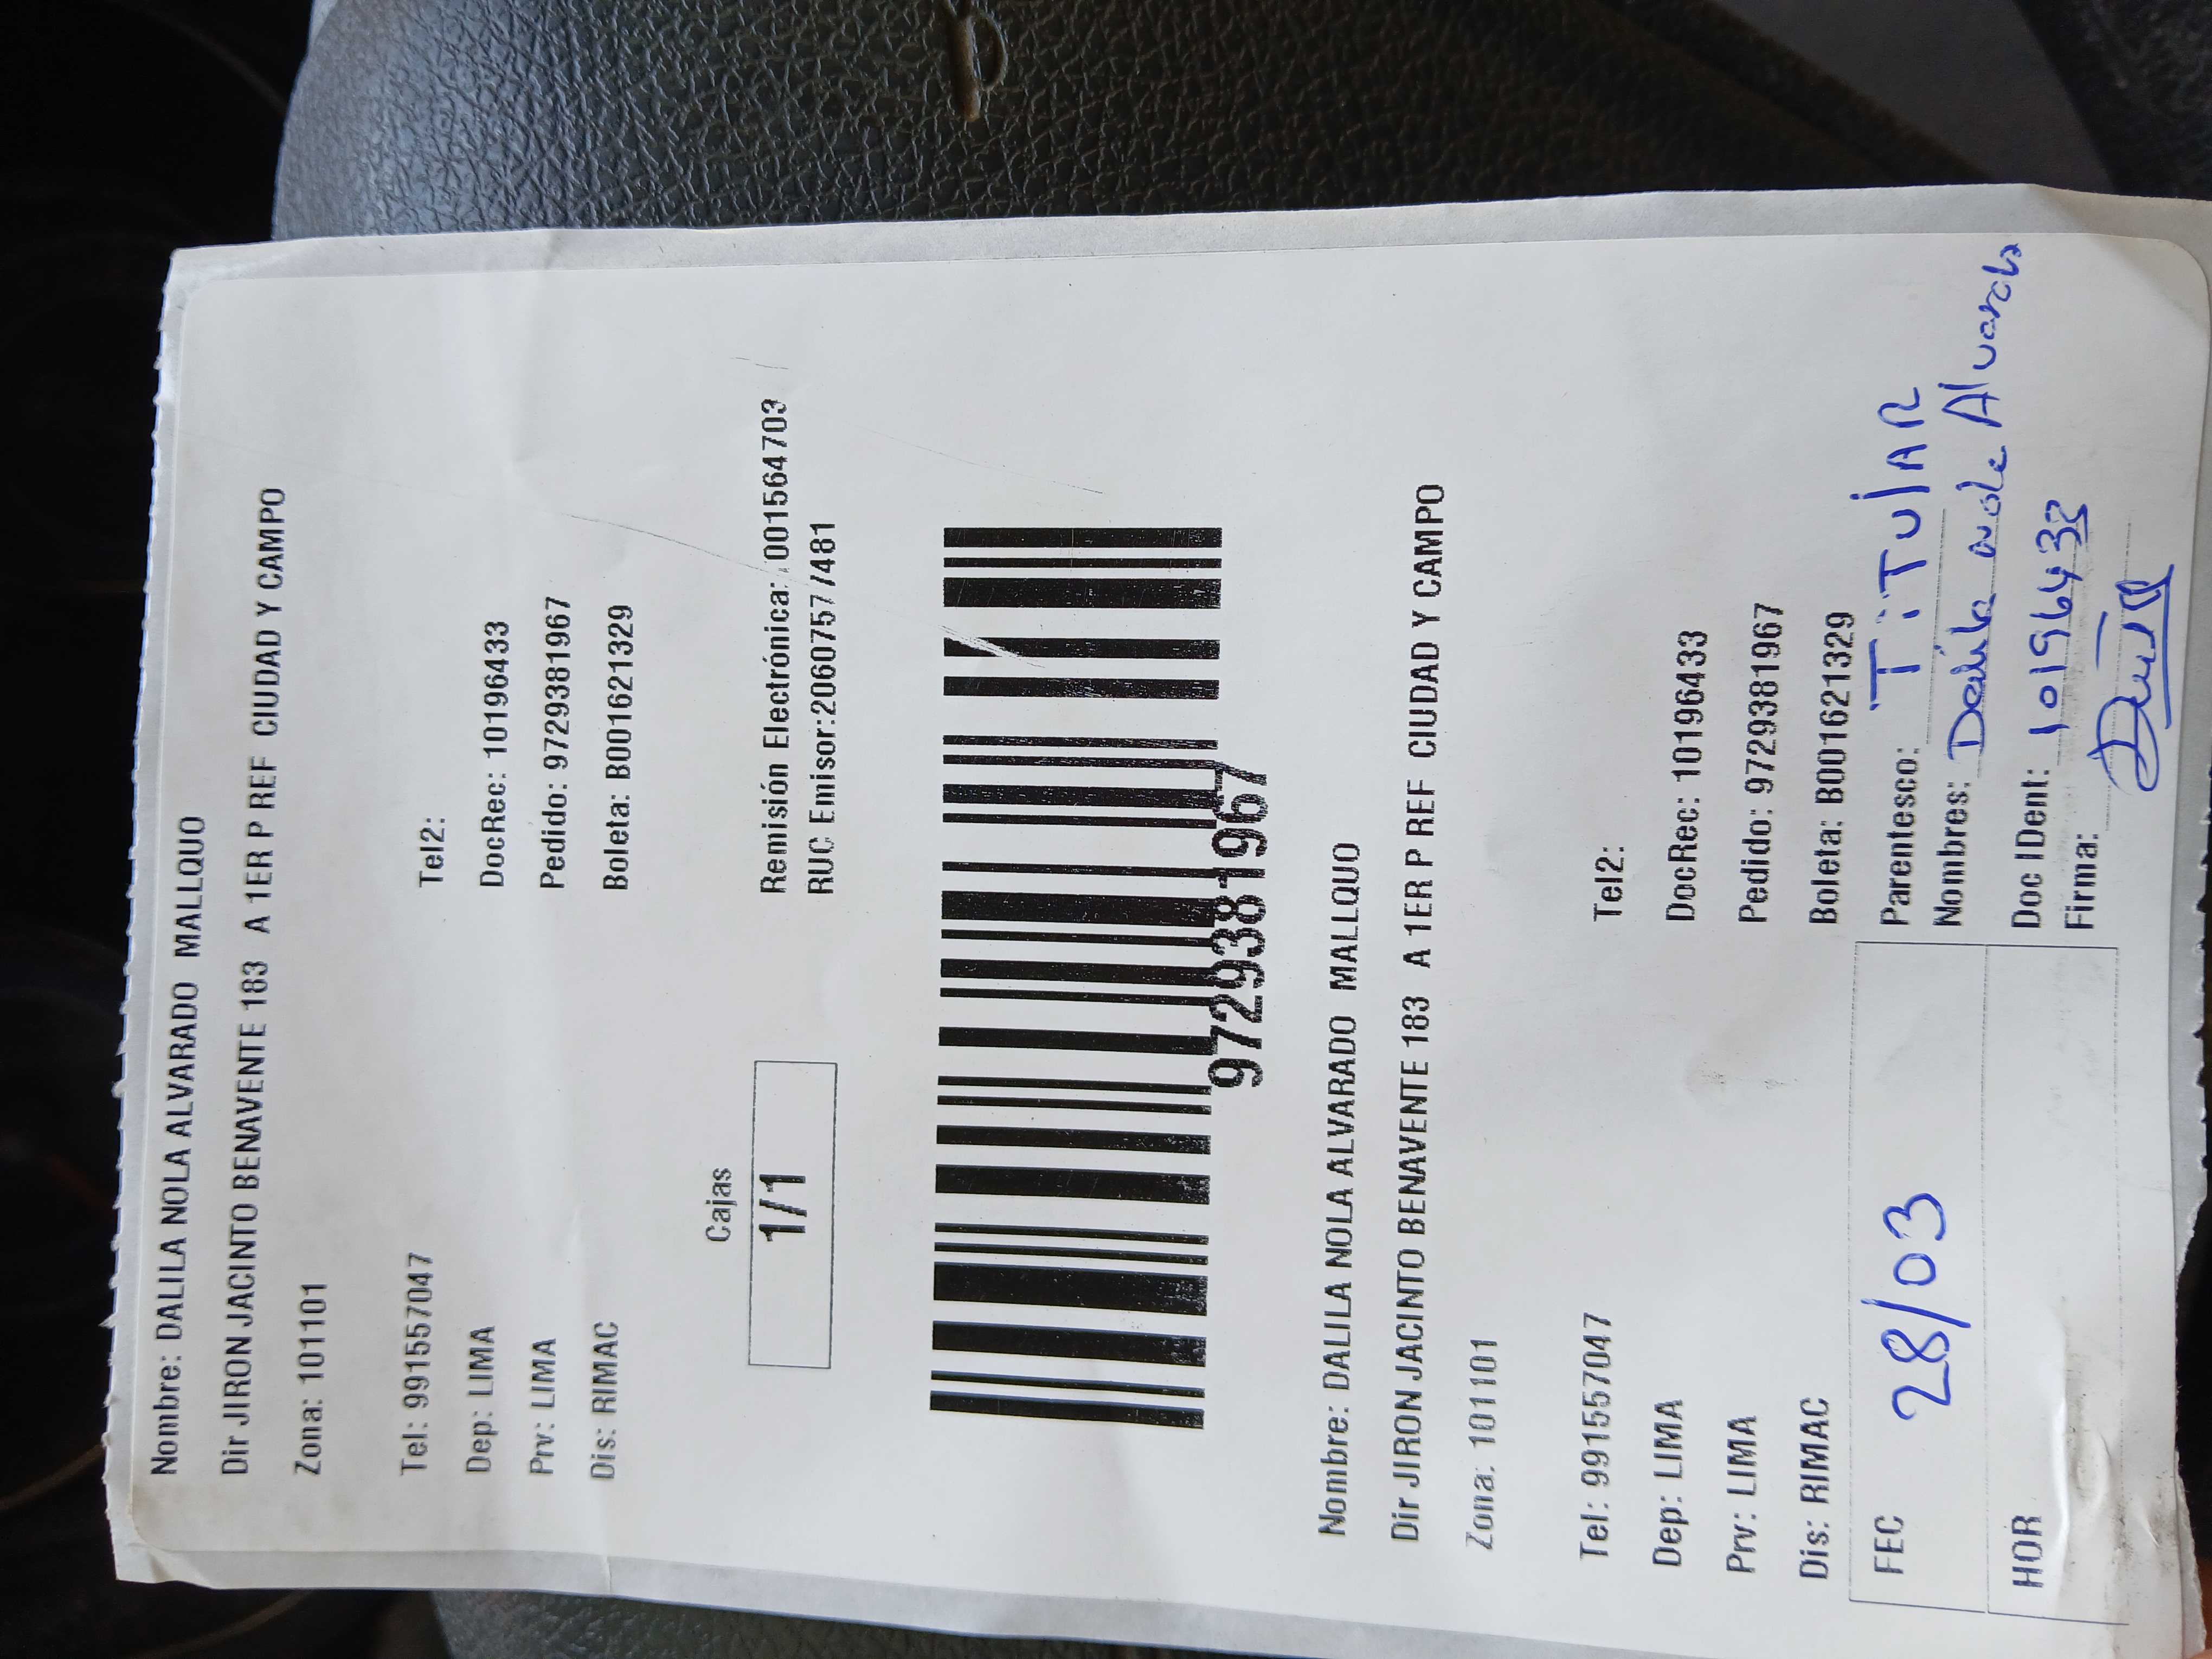 Nombre: DALILA NOLA ALVARADO MALLQUO
Dir JIRON JACINTO BENAVENTE 183 A 1ER P REF CIUDAD Y CAMPO
Zona: 101101
Tel: 991557047 Tel2:
Dep: LIMA DocRec: 10196433
Prv: LIMA Pedido: 9729381967
Dis: RIMAC Boleta: B001621329
Cajas
1/1
Remisión Electrónica: 001564703
RUC Emisor:20607577481
9729381967
Nombre: DALILA NOLA ALVARADO MALLQUO
Dir JIRON JACINTO BENAVENTE 183 A 1ER P REF CIUDAD Y CAMPO
Zona: 101101
Tel: 991557047 Tel2:
Dep: LIMA DocRec: 10196433
Prv: LIMA Pedido: 9729381967
Dis: RIMAC Boleta: B001621329
FEC 28/03
HOR
Parentesco: TiTulAR
Nombres: Dalila Alvarado
Doc IDent: 10196433
Firma: